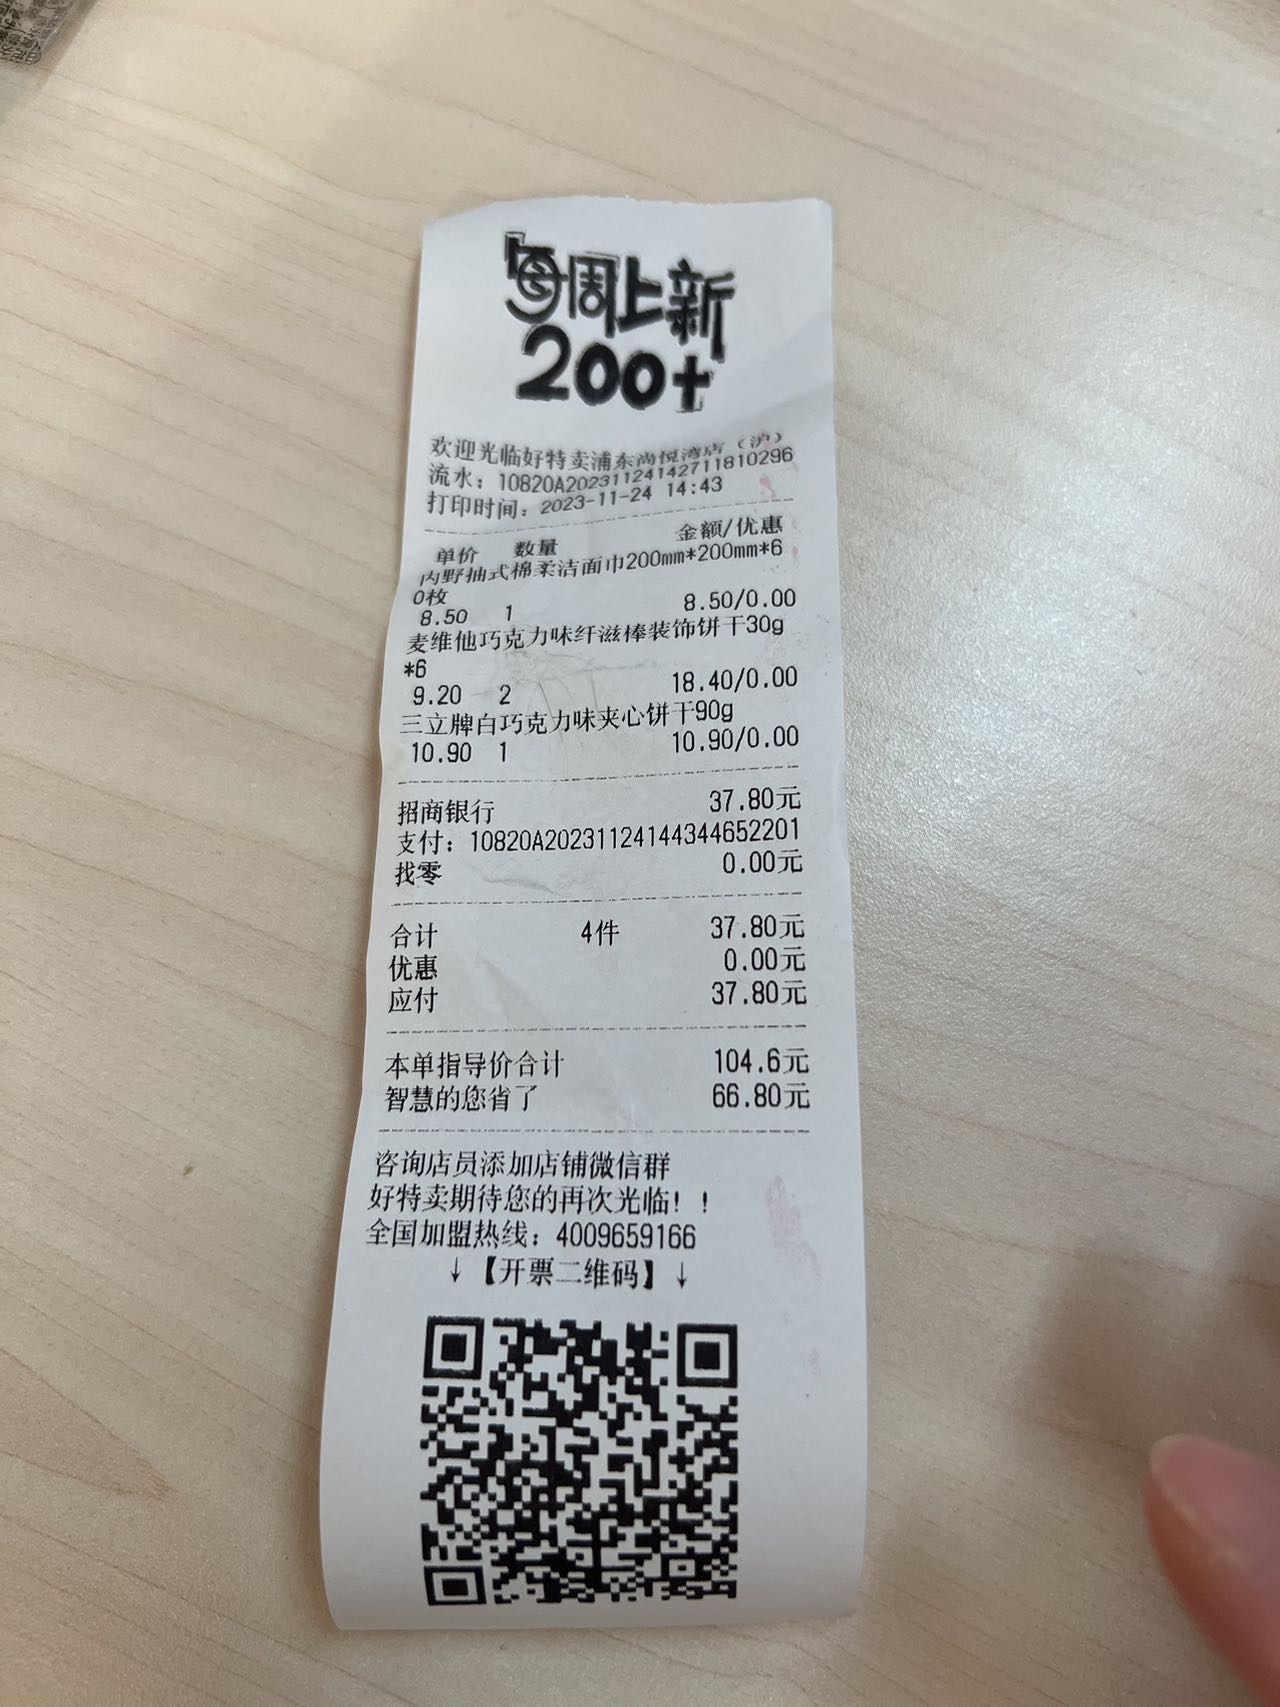 每周上新
200+
欢迎光临好特卖浦东尚悦湾店（沪）
流水：10820A20231124142711810296
打印时间：2023-11-24 14:43
单价 数量 金额/优惠
内野抽式棉柔洁面巾200mm*200mm*6
0枚
8.50 1 8.50/0.00
麦维他巧克力味纤滋棒装饰饼干30g
*6
9.20 2 18.40/0.00
三立牌白巧克力味夹心饼干90g
10.90 1 10.90/0.00
招商银行 37.80元
支付：10820A20231124144344652201
找零 0.00元
合计 4件 37.80元
优惠 0.00元
应付 37.80元
本单指导价合计 104.6元
智慧的您省了 66.80元
咨询店员添加店铺微信群
好特卖期待您的再次光临！！
全国加盟热线：4009659166
↓【开票二维码】↓